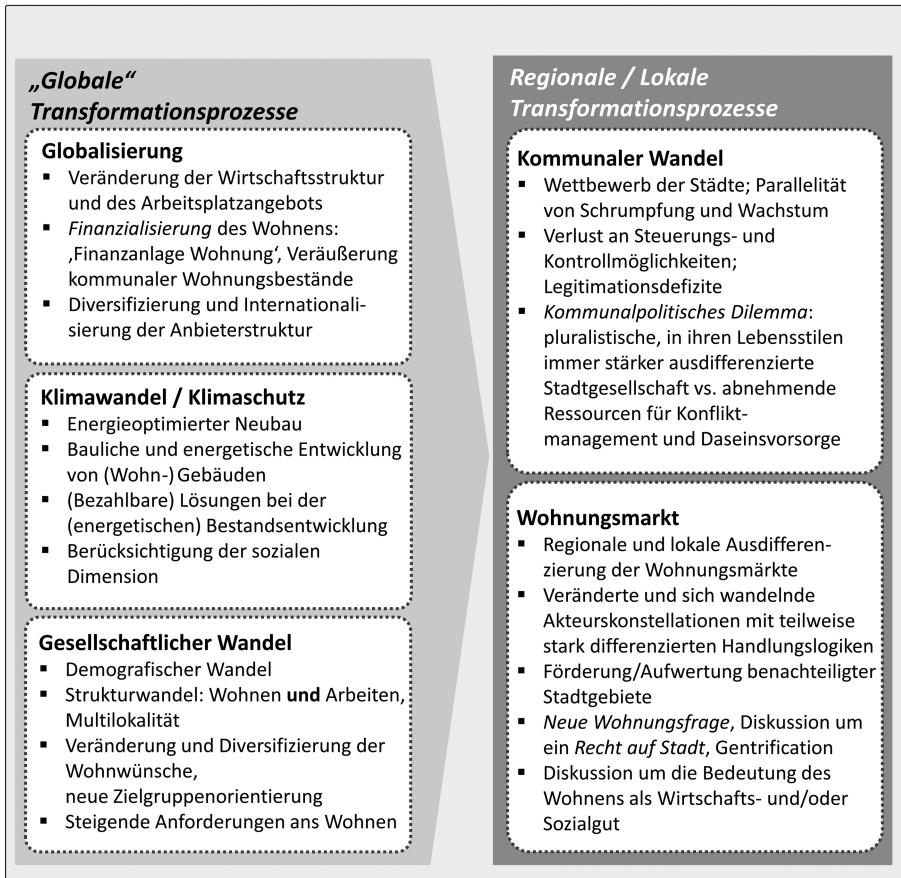 „Globale“
Transformationsprozesse
Globalisierung
▪ Veränderung der Wirtschaftsstruktur
und des Arbeitsplatzangebots
▪ Finanzialisierung des Wohnens:
‚Finanzanlage Wohnung‘, Veräußerung
kommunaler Wohnungsbestände
▪ Diversifizierung und Internationali-
sierung der Anbieterstruktur
Klimawandel / Klimaschutz
▪ Energieoptimierter Neubau
▪ Bauliche und energetische Entwicklung
von (Wohn-) Gebäuden
▪ (Bezahlbare) Lösungen bei der
(energetischen) Bestandsentwicklung
▪ Berücksichtigung der sozialen
Dimension
Gesellschaftlicher Wandel
▪ Demografischer Wandel
▪ Strukturwandel: Wohnen und Arbeiten,
Multilokalität
▪ Veränderung und Diversifizierung der
Wohnwünsche,
neue Zielgruppenorientierung
▪ Steigende Anforderungen ans Wohnen
Regionale / Lokale
Transformationsprozesse
Kommunaler Wandel
▪ Wettbewerb der Städte; Parallelität
von Schrumpfung und Wachstum
▪ Verlust an Steuerungs- und
Kontrollmöglichkeiten;
Legitimationsdefizite
▪ Kommunalpolitisches Dilemma:
pluralistische, in ihren Lebensstilen
immer stärker ausdifferenzierte
Stadtgesellschaft vs. abnehmende
Ressourcen für Konflikt-
management und Daseinsvorsorge
Wohnungsmarkt
▪ Regionale und lokale Ausdifferen-
zierung der Wohnungsmärkte
▪ Veränderte und sich wandelnde
Akteurskonstellationen mit teilweise
stark differenzierten Handlungslogiken
▪ Förderung/Aufwertung benachteiligter
Stadtgebiete
▪ Neue Wohnungsfrage, Diskussion um
ein Recht auf Stadt, Gentrification
▪ Diskussion um die Bedeutung des
Wohnens als Wirtschafts- und/oder
Sozialgut